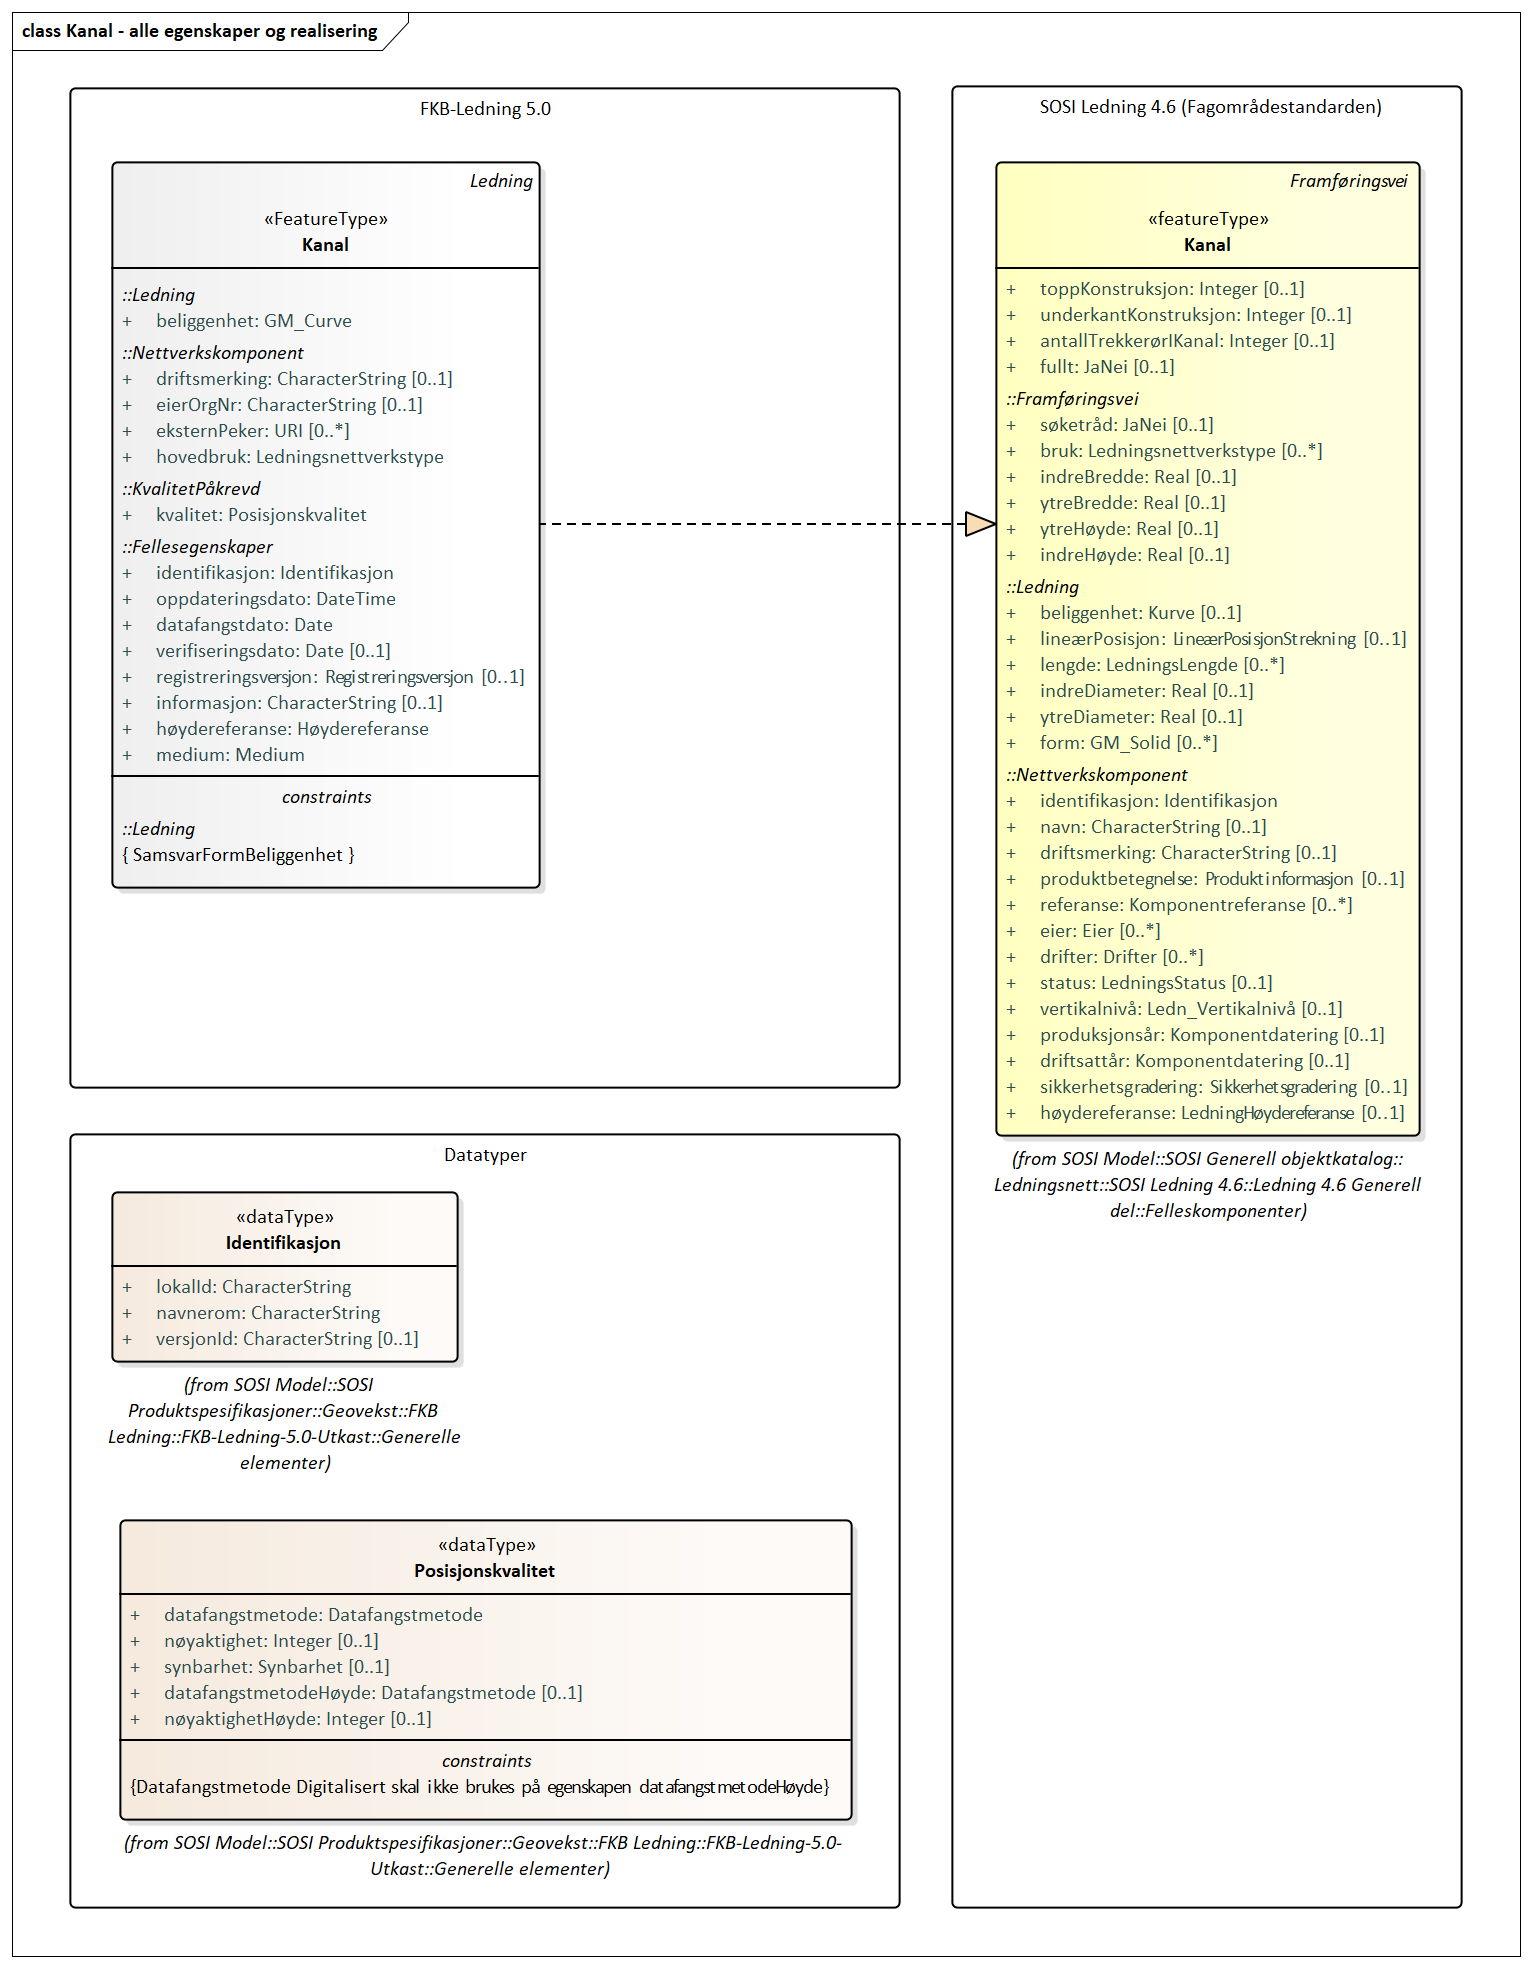 class Kanal - alle egenskaper og realisering
FKB-Ledning 5.0
Ledning
«FeatureType»
Kanal
::Ledning
+ beliggenhet: GM_Curve
::Nettverkskomponent
+ driftsmerking: CharacterString [0..1]
+ eierOrgNr: CharacterString [0..1]
+ eksternPeker: URI [0..*]
+ hovedbruk: Ledningsnettverkstype
::KvalitetPåkrevd
+ kvalitet: Posisjonskvalitet
::Fellesegenskaper
+ identifikasjon: Identifikasjon
+ oppdateringsdato: DateTime
+ datafangstdato: Date
+ verifiseringsdato: Date [0..1]
+ registreringsversjon: Registreringsversjon [0..1]
+ informasjon: CharacterString [0..1]
+ høydereferanse: Høydereferanse
+ medium: Medium
constraints
::Ledning
{ SamsvarFormBeliggenhet }
SOSI Ledning 4.6 (Fagområdestandarden)
Framføringsvei
«featureType»
Kanal
+ toppKonstruksjon: Integer [0..1]
+ underkantKonstruksjon: Integer [0..1]
+ antallTrekkerørIKanal: Integer [0..1]
+ fullt: JaNei [0..1]
::Framføringsvei
+ søketråd: JaNei [0..1]
+ bruk: Ledningsnettverkstype [0..*]
+ indreBredde: Real [0..1]
+ ytreBredde: Real [0..1]
+ ytreHøyde: Real [0..1]
+ indreHøyde: Real [0..1]
::Ledning
+ beliggenhet: Kurve [0..1]
+ lineærPosisjon: LineærPosisjonStrekning [0..1]
+ lengde: LedningsLengde [0..*]
+ indreDiameter: Real [0..1]
+ ytreDiameter: Real [0..1]
+ form: GM_Solid [0..*]
::Nettverkskomponent
+ identifikasjon: Identifikasjon
+ navn: CharacterString [0..1]
+ driftsmerking: CharacterString [0..1]
+ produktbetegnelse: Produktinformasjon [0..1]
+ referanse: Komponentreferanse [0..*]
+ eier: Eier [0..*]
+ drifter: Drifter [0..*]
+ status: LedningsStatus [0..1]
+ vertikalnivå: Ledn_Vertikalnivå [0..1]
+ produksjonsår: Komponentdatering [0..1]
+ driftsattår: Komponentdatering [0..1]
+ sikkerhetsgradering: Sikkerhetsgradering [0..1]
+ høydereferanse: LedningHøydereferanse [0..1]
(from SOSI Model::SOSI Generell objektkatalog::
Ledningsnett::SOSI Ledning 4.6::Ledning 4.6 Generell
del::Felleskomponenter)
Datatyper
«dataType»
Identifikasjon
+ lokalId: CharacterString
+ navnerom: CharacterString
+ versjonId: CharacterString [0..1]
(from SOSI Model::SOSI
Produktspesifikasjoner::Geovekst::FKB
Ledning::FKB-Ledning-5.0-Utkast::Generelle
elementer)
«dataType»
Posisjonskvalitet
+ datafangstmetode: Datafangstmetode
+ nøyaktighet: Integer [0..1]
+ synbarhet: Synbarhet [0..1]
+ datafangstmetodeHøyde: Datafangstmetode [0..1]
+ nøyaktighetHøyde: Integer [0..1]
constraints
{Datafangstmetode Digitalisert skal ikke brukes på egenskapen datafangstmetodeHøyde}
(from SOSI Model::SOSI Produktspesifikasjoner::Geovekst::FKB Ledning::FKB-Ledning-5.0-
Utkast::Generelle elementer)